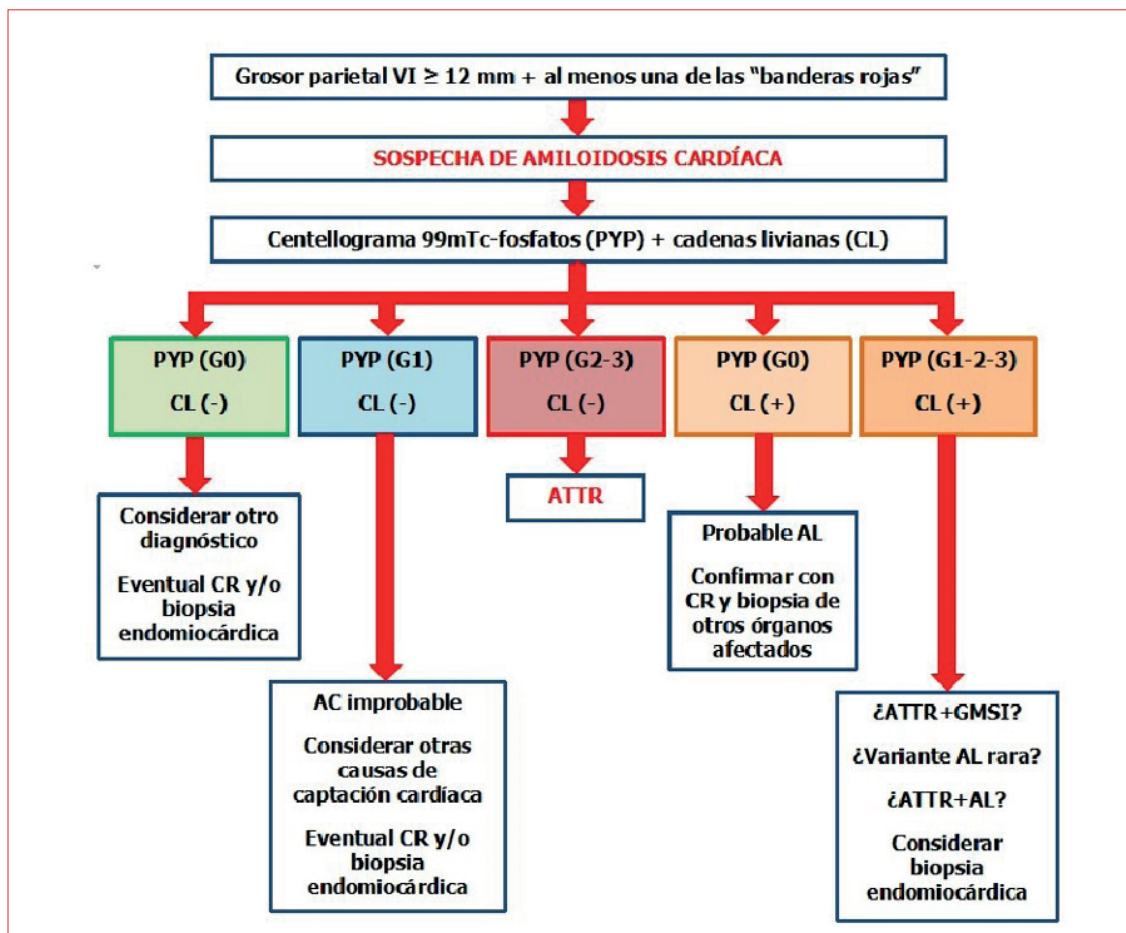 Grosor parietal VI ≥ 12 mm + al menos una de las “banderas rojas”
SOSPECHA DE AMILOIDOSIS CARDÍACA
Centellograma 99mTc-fosfatos (PYP) + cadenas livianas (CL)
PYP (G0)
CL (-)
PYP (G1)
CL (-)
PYP (G2-3)
CL (-)
PYP (G0)
CL (+)
PYP (G1-2-3)
CL (+)
Considerar otro
diagnóstico
Eventual CR y/o
biopsia
endomiocárdica
AC improbable
Considerar otras
causas de
captación cardíaca
Eventual CR y/o
biopsia
endomiocárdica
ATTR
Probable AL
Confirmar con
CR y biopsia de
otros órganos
afectados
¿ATTR+GMSI?
¿Variante AL rara?
¿ATTR+AL?
Considerar
biopsia
endomiocárdica